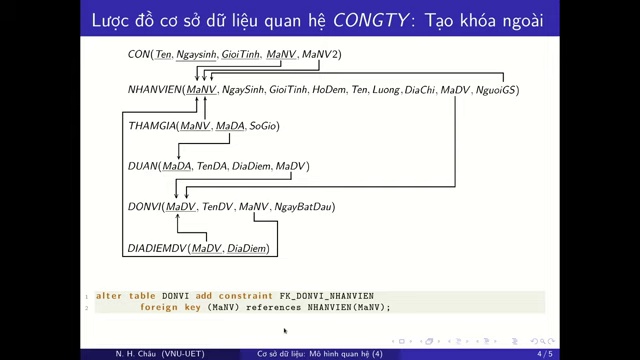 Lược đồ cơ sở dữ liệu quan hệ CONGTY: Tạo khóa ngoài
CON(Ten, Ngaysinh, GioiTinh, MaNV, MaNV2)
NHANVIEN(MaNV, NgaySinh, GioiTinh, HoDem, Ten, Luong, DiaChi, MaDV, NguoiGS)
THAMGIA(MaNV, MaDA, SoGio)
DUAN(MaDA, TenDA, DiaDiem, MaDV)
DONVI(MaDV, TenDV, MaNV, NgayBatDau)
DIADIEMDV(MaDV, DiaDiem)
1 alter table DONVI add constraint FK_DONVI_NHANVIEN
2 foreign key (MaNV) references NHANVIEN(MaNV);
N. H. Châu (VNU-UET) Cơ sở dữ liệu: Mô hình quan hệ (4) 4 / 5